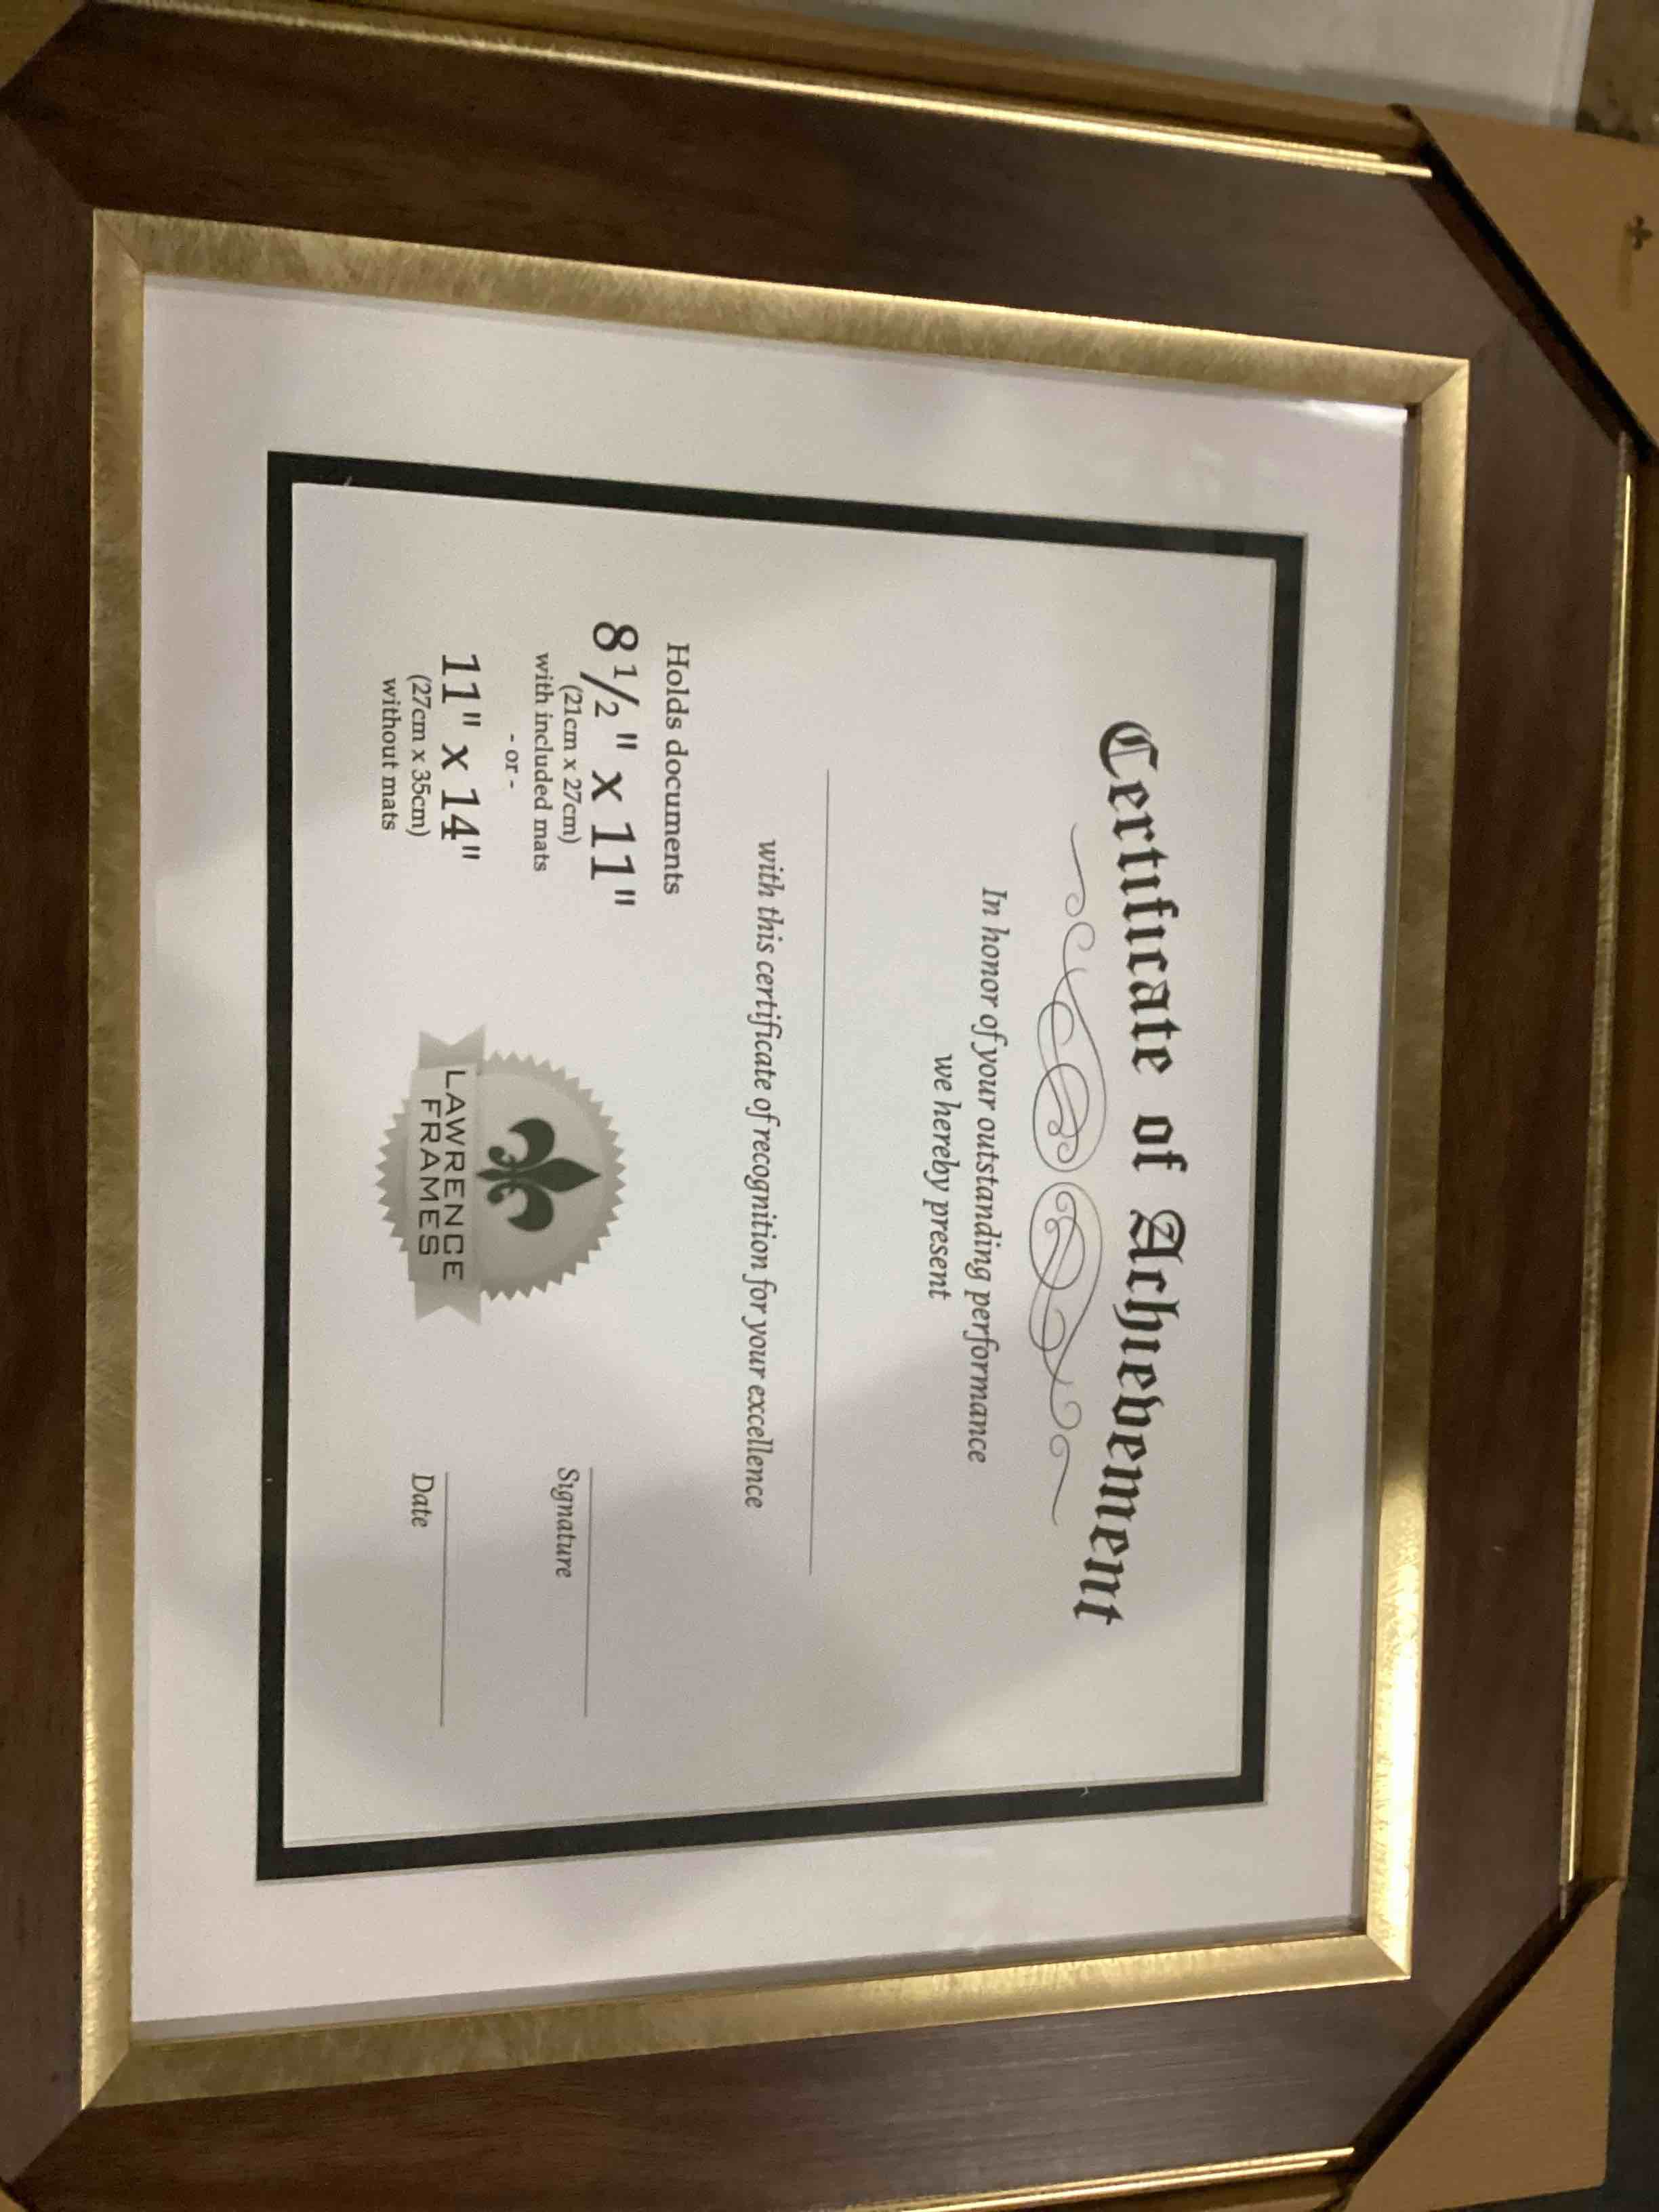 Certificate of Achievement
In honor of your outstanding performance
we hereby present
with this certificate of recognition for your excellence
Holds documents
8½" x 11"
(21cm x 27cm)
with included mats
- or -
11" x 14"
(27cm x 35cm)
without mats
LAWRENCE
FRAMES
Signature
Date